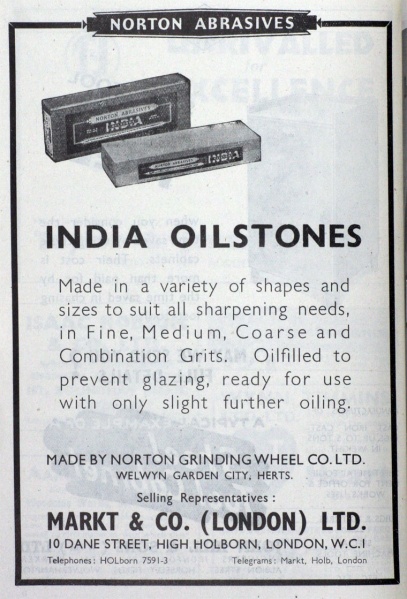 NORTON ABRASIVES
NORTON ABRASIVES
INDIA
NORTON ABRASIVES
INDIA
INDIA OILSTONES
Made in a variety of shapes and
sizes to suit all sharpening needs,
in Fine, Medium, Coarse and
Combination Grits. Oilfilled to
prevent glazing, ready for use
with only slight further oiling.
MADE BY NORTON GRINDING WHEEL CO. LTD.
WELWYN GARDEN CITY, HERTS.
Selling Representatives :
MARKT & CO. (LONDON) LTD.
10 DANE STREET, HIGH HOLBORN, LONDON, W.C.1
Telephones: HOLborn 7591-3 Telegrams: Markt, Holb, London